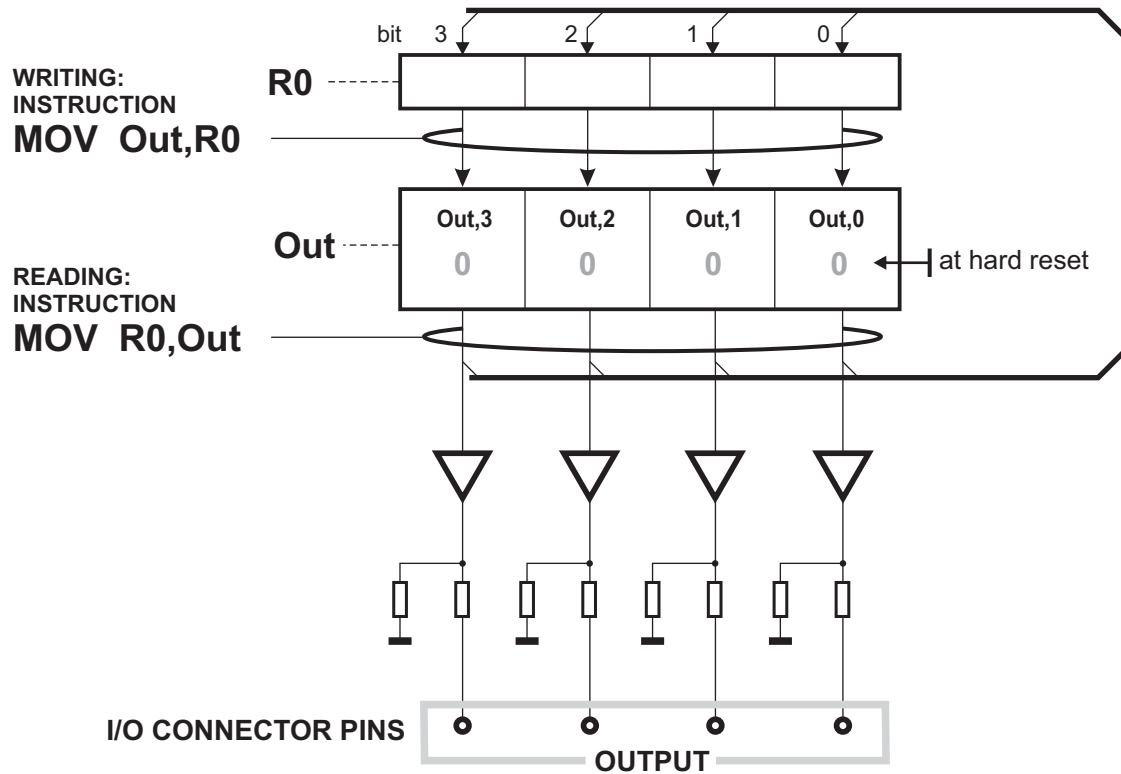 bit 3 2 1 0
WRITING:
INSTRUCTION
MOV Out,R0
R0
Out,3 Out,2 Out,1 Out,0
Out
0 0 0 0
at hard reset
READING:
INSTRUCTION
MOV R0,Out
I/O CONNECTOR PINS
OUTPUT